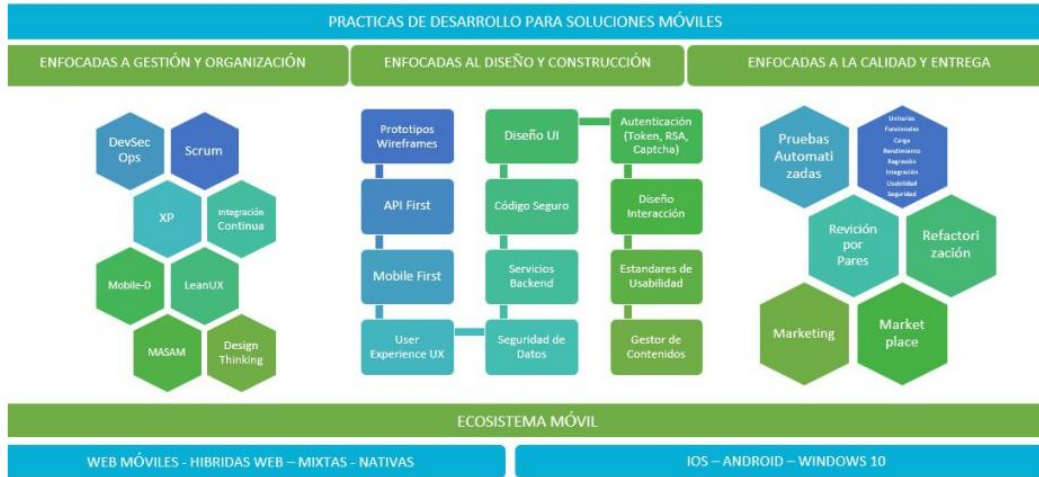 PRACTICAS DE DESARROLLO PARA SOLUCIONES MÓVILES
ENFOCADAS A GESTIÓN Y ORGANIZACIÓN
ENFOCADAS AL DISEÑO Y CONSTRUCCIÓN
ENFOCADAS A LA CALIDAD Y ENTREGA
DevSec
Ops
Scrum
XP
Integración
Continua
Mobile-D
LeanUX
MASAM
Design
Thinking
Prototipos
Wireframes
API First
Mobile First
User
Experience UX
Diseño UI
Código Seguro
Servicios
Backend
Seguridad de
Datos
Autenticación
(Token, RSA,
Captcha)
Diseño
Interacción
Estandares de
Usabilidad
Gestor de
Contenidos
Pruebas
Automati
zadas
Unitarias
Funcionales
Carga
Rendimiento
Regresión
Integración
Usabilidad
Seguridad
Revición
por
Pares
Refactori
zación
Marketing
Market
place
ECOSISTEMA MÓVIL
WEB MÓVILES - HIBRIDAS WEB – MIXTAS - NATIVAS
IOS – ANDROID – WINDOWS 10